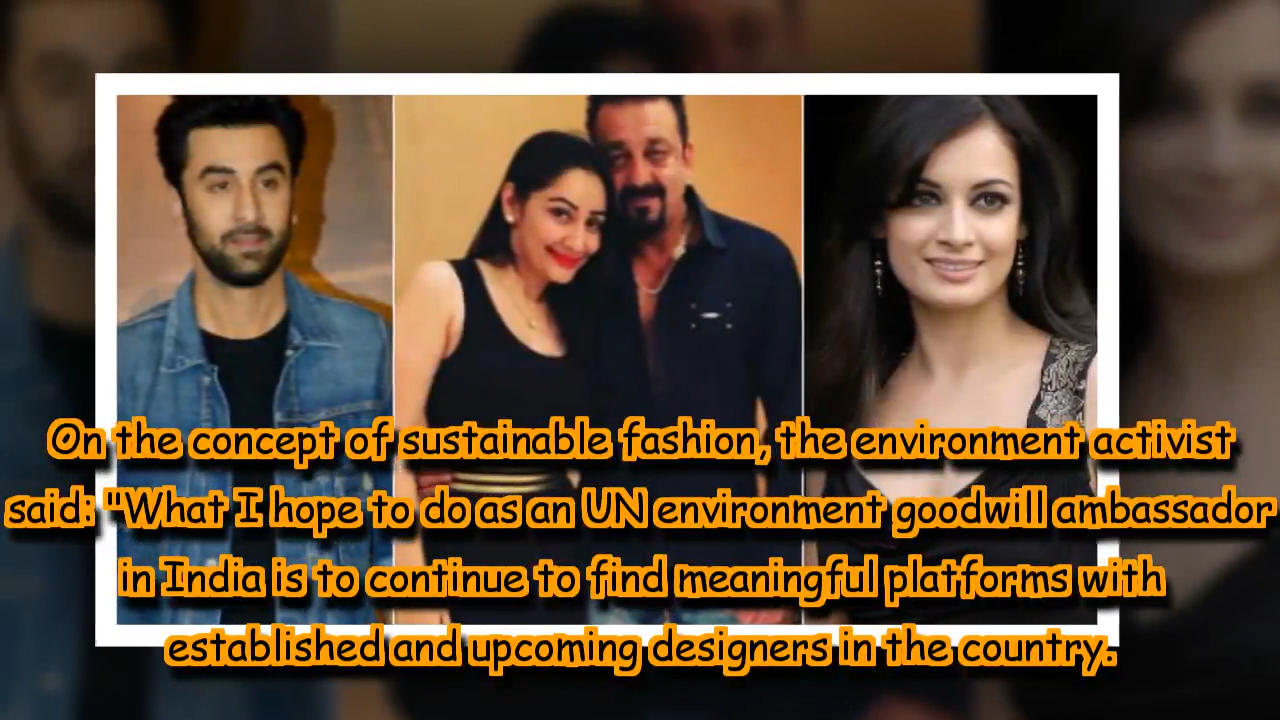 On the concept of sustainable fashion, the environment activist
said: "What I hope to do as an UN environment goodwill ambassador
in India is to continue to find meaningful platforms with
established and upcoming designers in the country.